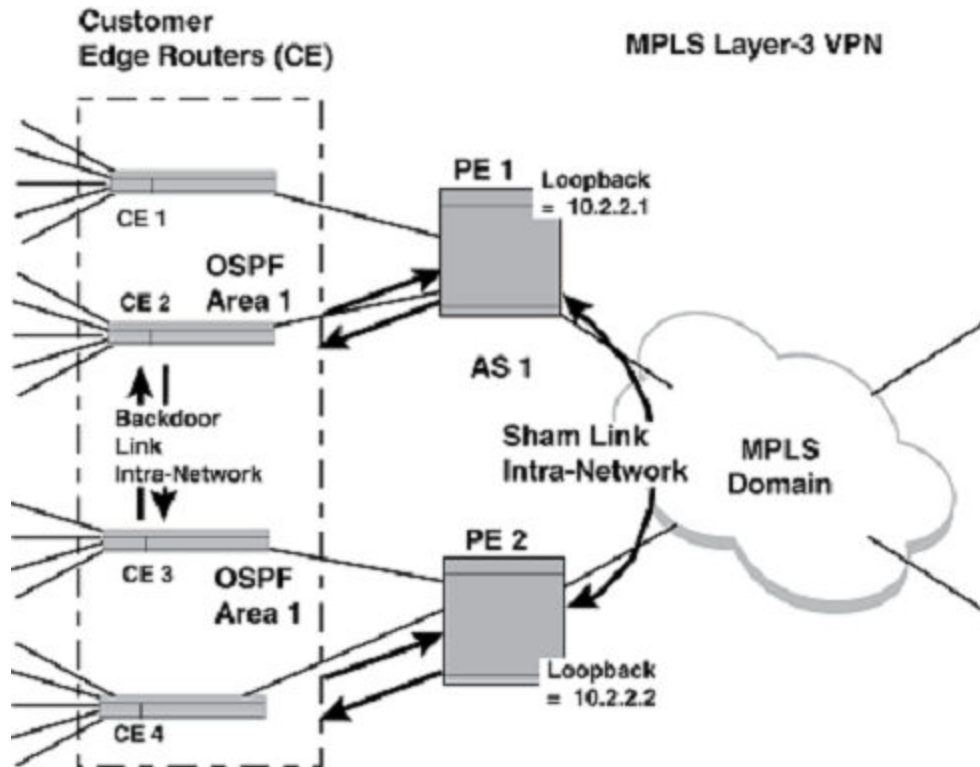 Customer
Edge Routers (CE)
MPLS Layer-3 VPN
PE 1
Loopback
= 10.2.2.1
CE 1
OSPF
Area 1
CE 2
AS 1
Backdoor
Link
Intra-Network
Sham Link
Intra-Network
MPLS
Domain
PE 2
CE 3
OSPF
Area 1
Loopback
= 10.2.2.2
CE 4